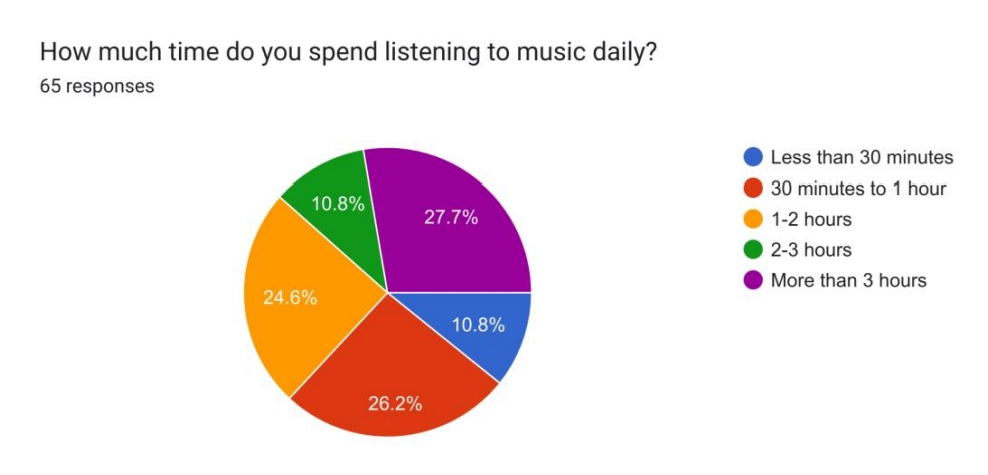 How much time do you spend listening to music daily?
65 responses
Less than 30 minutes
30 minutes to 1 hour
1-2 hours
2-3 hours
More than 3 hours
10.8%
27.7%
24.6%
10.8%
26.2%